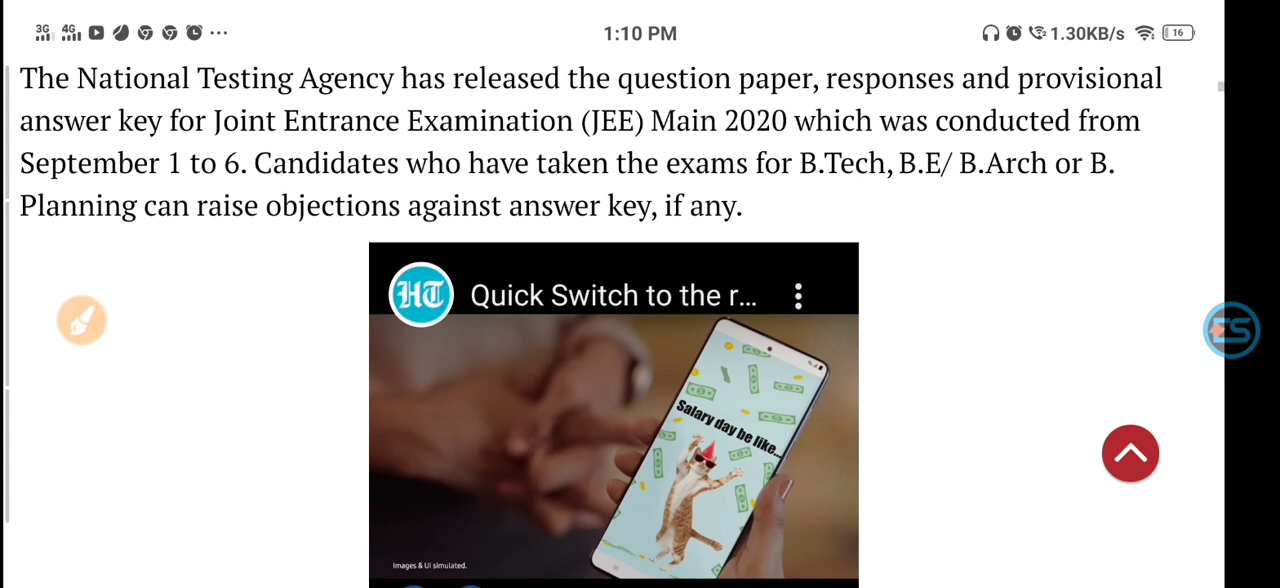 3G 4G 1:10 PM 1.30KB/s 16
The National Testing Agency has released the question paper, responses and provisional
answer key for Joint Entrance Examination (JEE) Main 2020 which was conducted from
September 1 to 6. Candidates who have taken the exams for B.Tech, B.E/ B.Arch or B.
Planning can raise objections against answer key, if any.
HT Quick Switch to the r...
ES
Salary day be like...
Images & UI simulated.